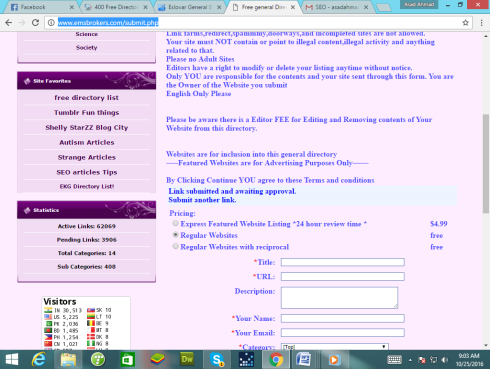 Facebook
400 Free Directory
Eslover General S
Free general Dire
SEO - asadahmad
Asad Ahmad
www.emsbrokers.com/submit.php
Science
Society
Site Favorites
free directory list
Tumblr Fun things
Shelly StarZZ Blog City
Autism Articles
Strange Articles
SEO articles Tips
EKG Directory List!
Statistics
Active Links: 62069
Pending Links: 3906
Total Categories: 14
Sub Categories: 408
Visitors
IN 30,513 SK 10
US 5,225 LT 10
PK 2,036 BE 9
BD 1,485 MT 8
PH 1,254 DK 8
CN 1,021 NG 8
Link farms,redirect,spammmy,doorways,and incompleted sites are not allowed.
Your site must NOT contain or point to illegal content,illegal activity and anything
related to that.
Please no Adult Sites
Editors have a right to modify or delete your listing anytime without notice.
Only YOU are responsible for the contents and your site sent through this form. You are
the Owner of the Website you submit
English Only Please
Please be aware there is a Editor FEE for Editing and Removing contents of Your
Website from this directory.
Websites are for inclusion into this general directory
-----Featured Websites are for Advertising Purposes Only-------
By Clicking Continue YOU agree to these Terms and conditions
Link submitted and awaiting approval.
Submit another link.
Pricing:
Express Featured Website Listing *24 hour review time * $4.99
Regular Websites free
Regular Websites with reciprocal free
*Title:
*URL:
Description:
*Your Name:
*Your Email:
*Category: [Top]
9:03 AM
10/25/2016